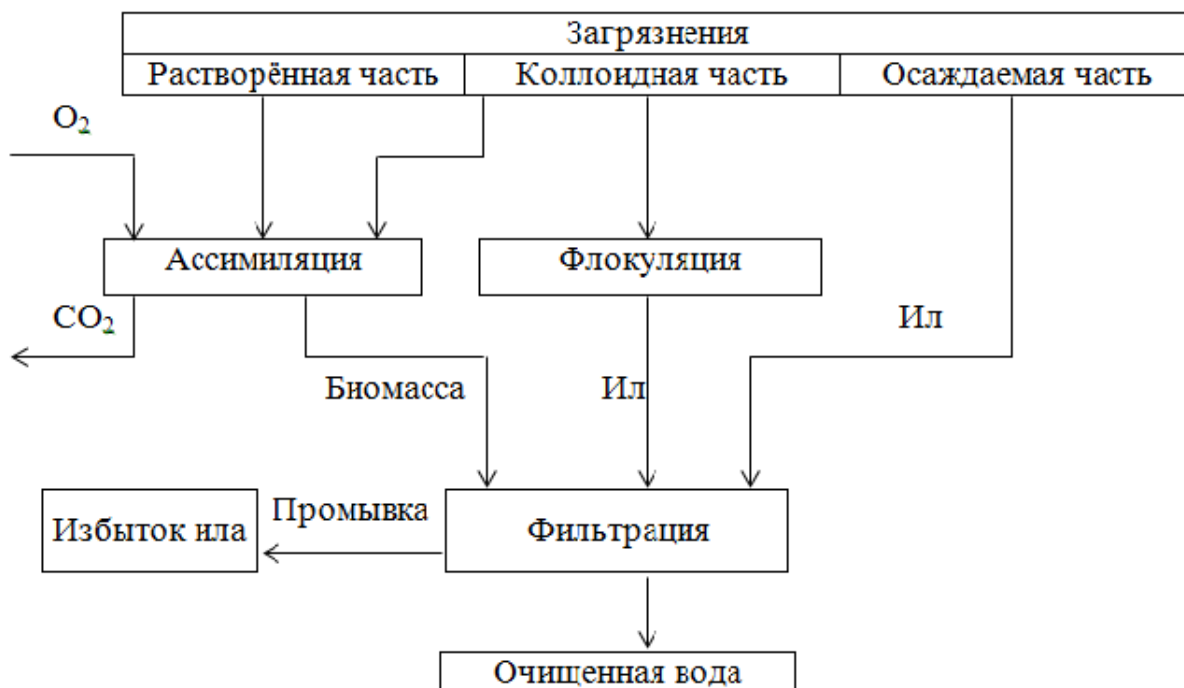 Загрязнения
Растворённая часть
Коллоидная часть
Осаждаемая часть
O₂
Ассимиляция
Флокуляция
CO₂
Ил
Биомасса
Ил
Избыток ила
Промывка
Фильтрация
Очищенная вода